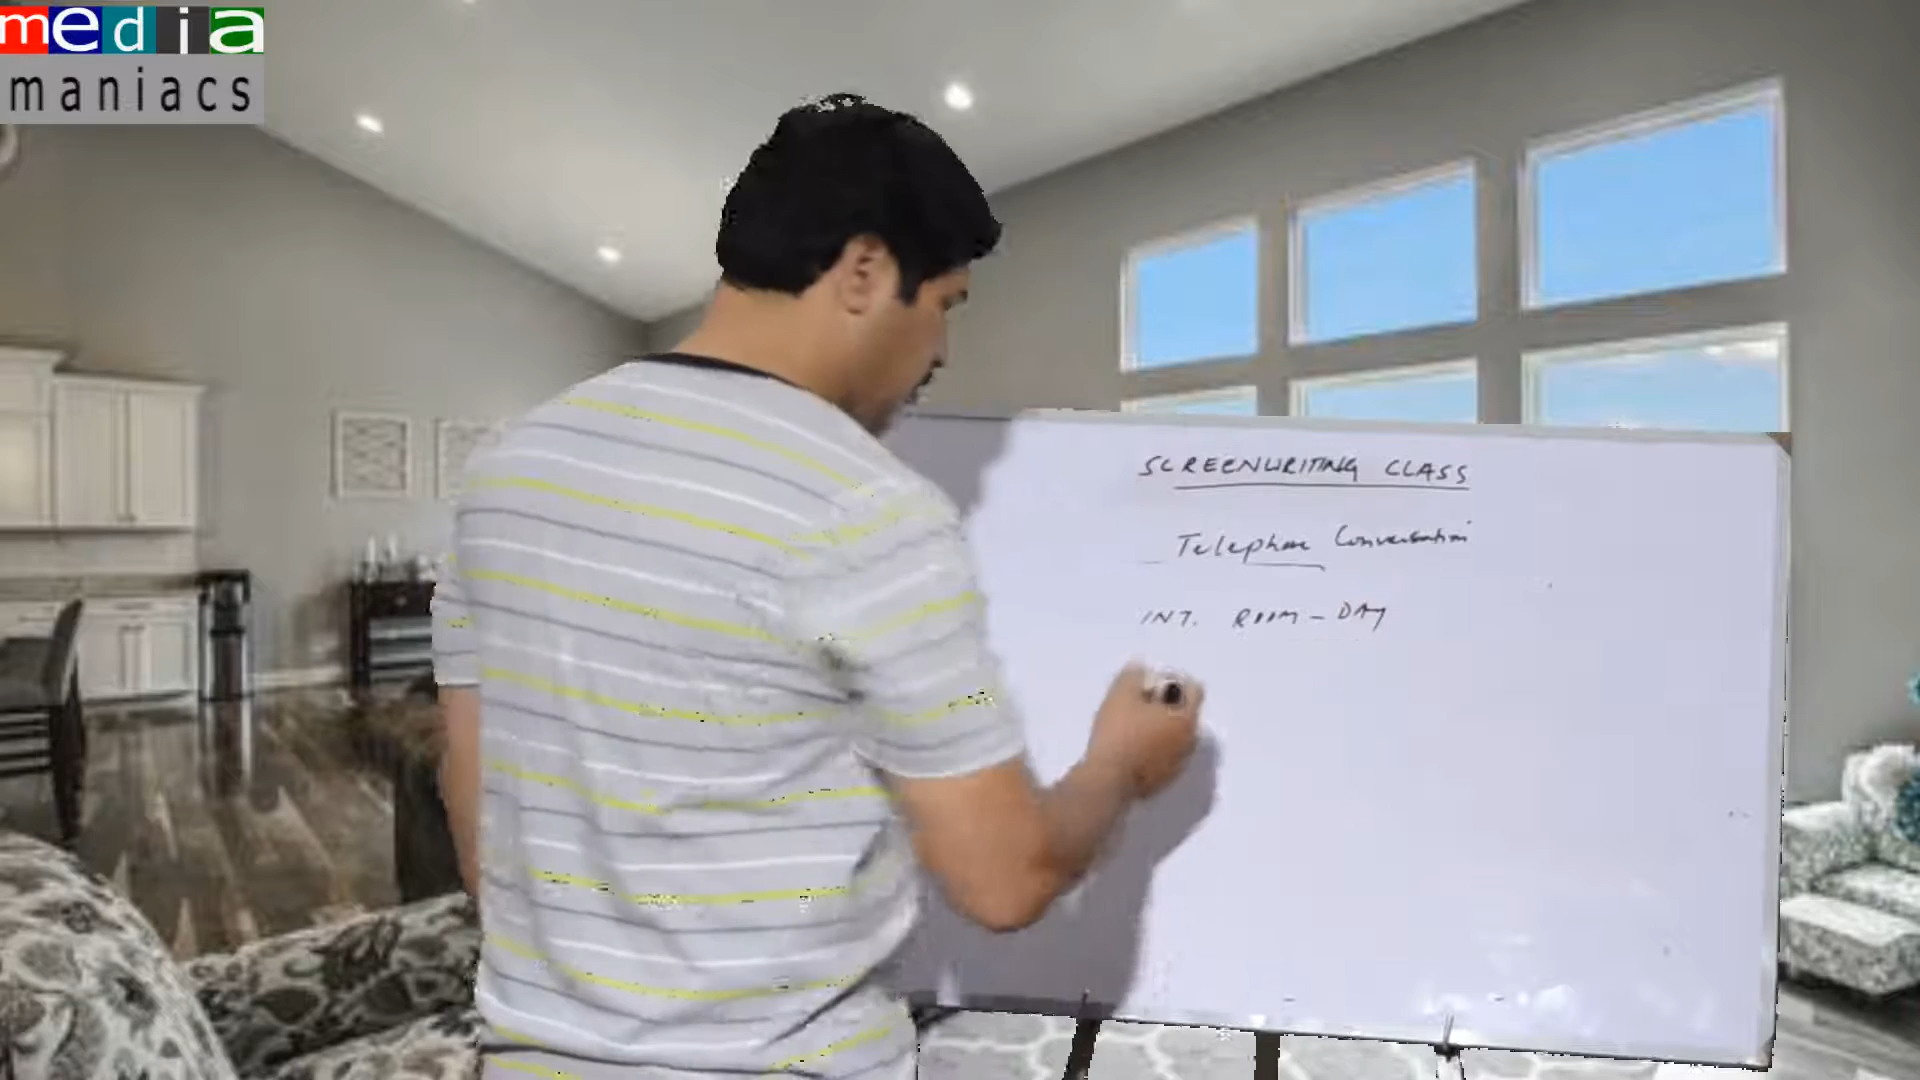 media
maniacs
SCREENWRITING CLASS
Telephone Conversation
INT. ROOM - DAY